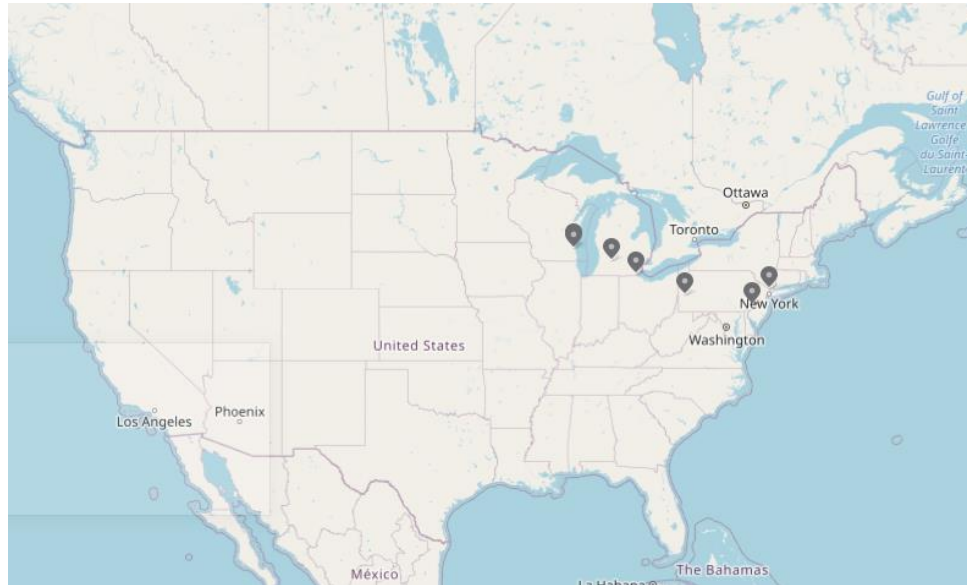 Gulf of
Saint
Lawrence
Golfe
du Saint-
Laurent
Ottawa
Toronto
New York
Washington
United States
Los Angeles
Phoenix
México
The Bahamas
La Habana